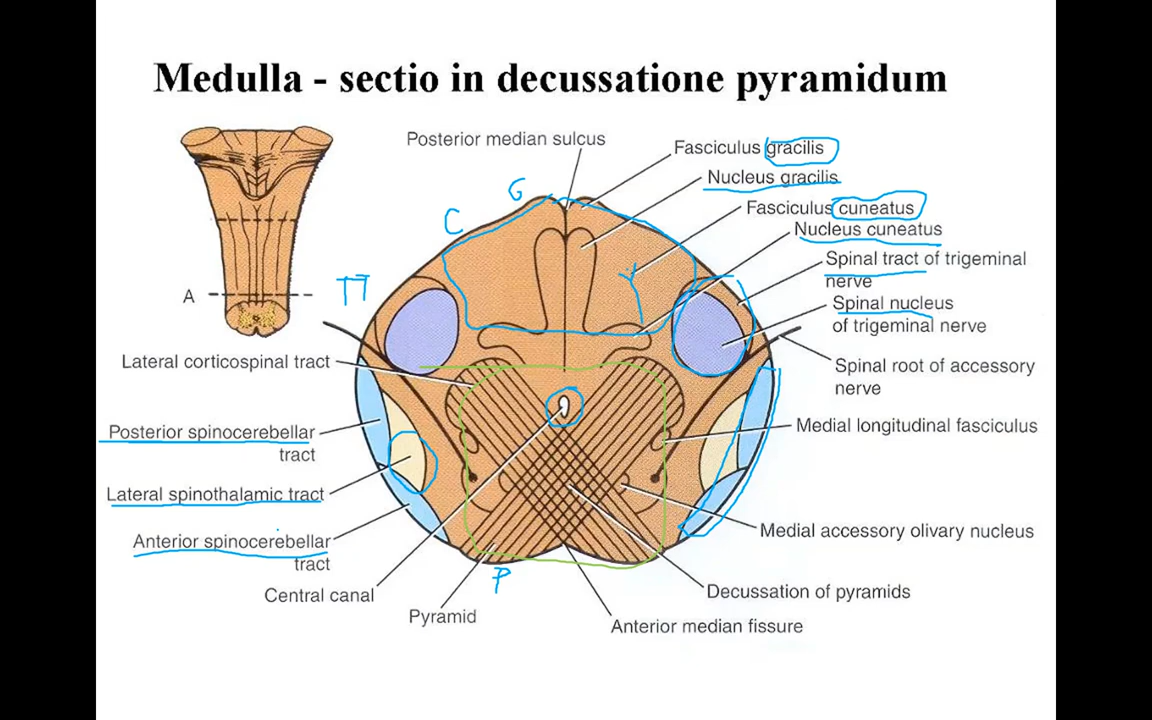 Medulla - sectio in decussatione pyramidum
Posterior median sulcus
Fasciculus gracilis
Nucleus gracilis
Fasciculus cuneatus
Nucleus cuneatus
Spinal tract of trigeminal
nerve
Spinal nucleus
of trigeminal nerve
Spinal root of accessory
nerve
Medial longitudinal fasciculus
Medial accessory olivary nucleus
Decussation of pyramids
Anterior median fissure
Pyramid
Central canal
Anterior spinocerebellar
tract
Lateral spinothalamic tract
Posterior spinocerebellar
tract
Lateral corticospinal tract
A
G
C
P